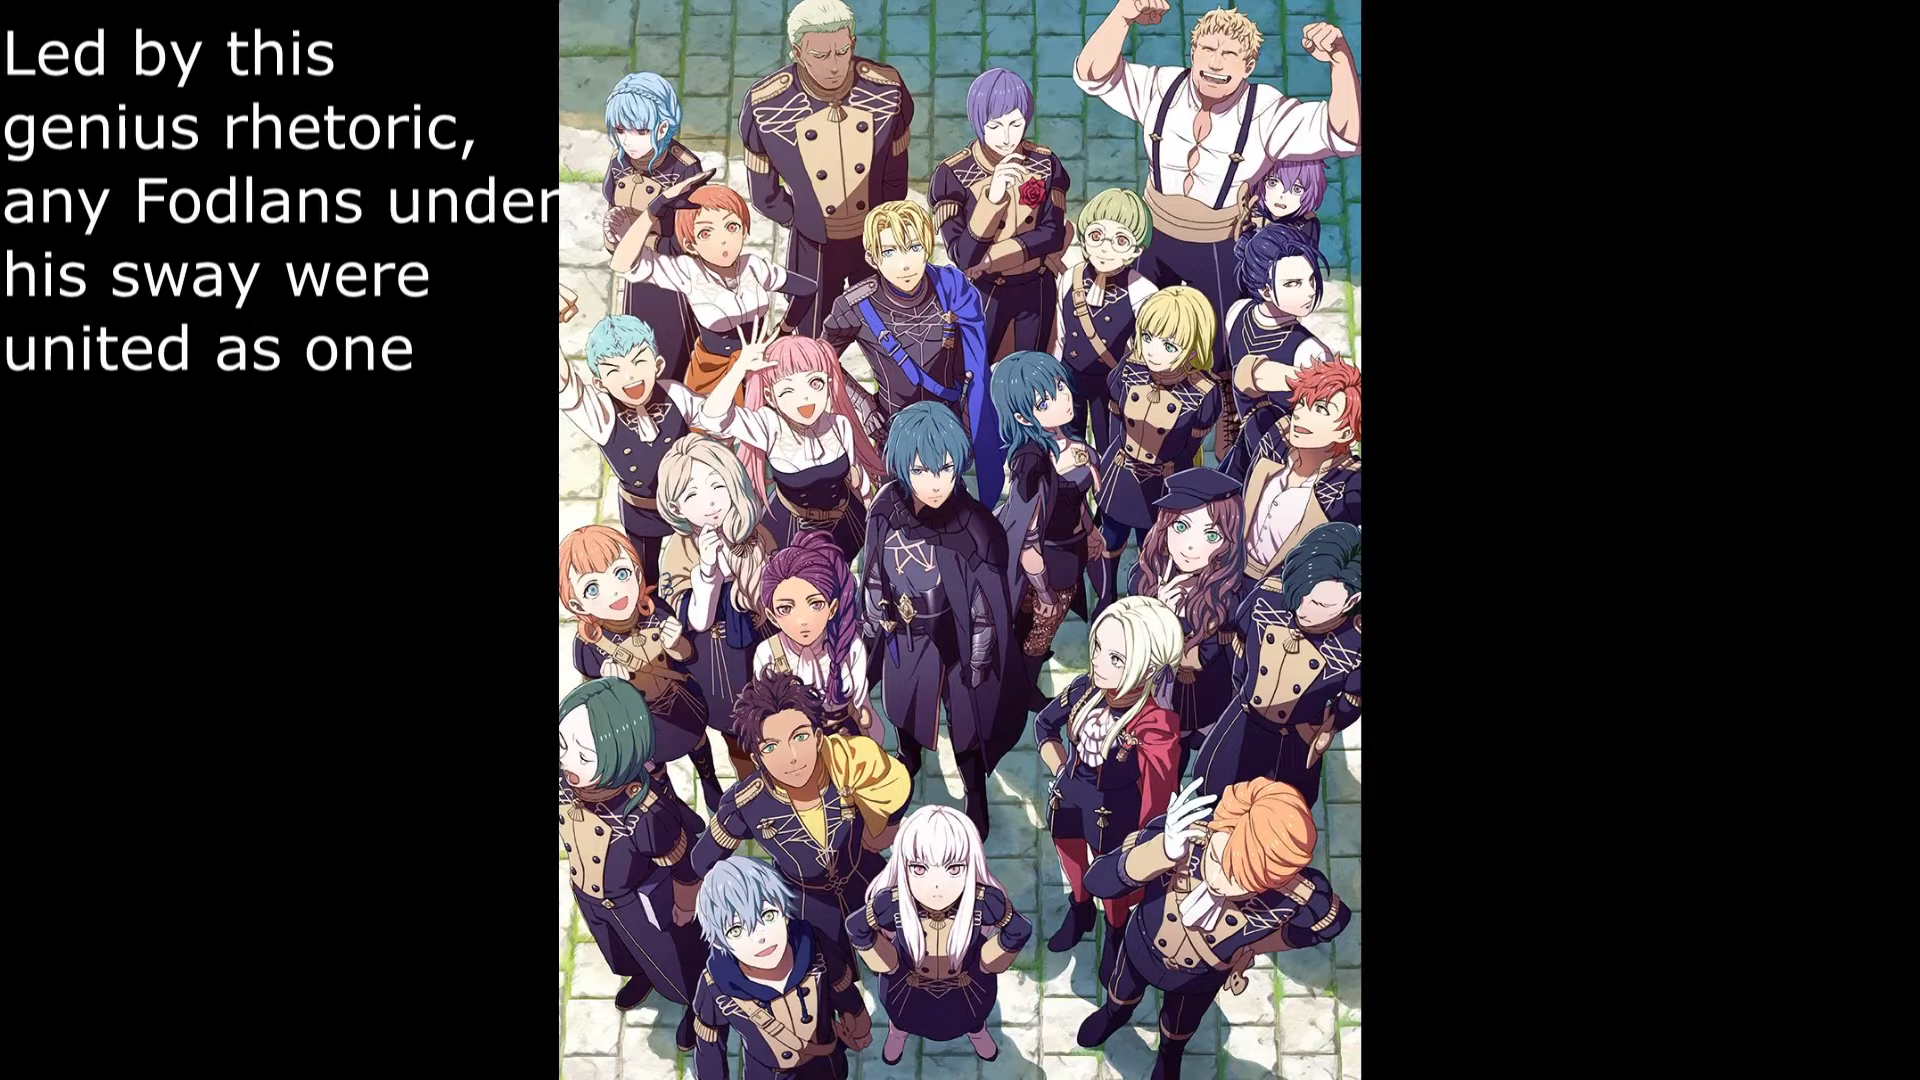 Led by this
genius rhetoric,
any Fodlans under
his sway were
united as one